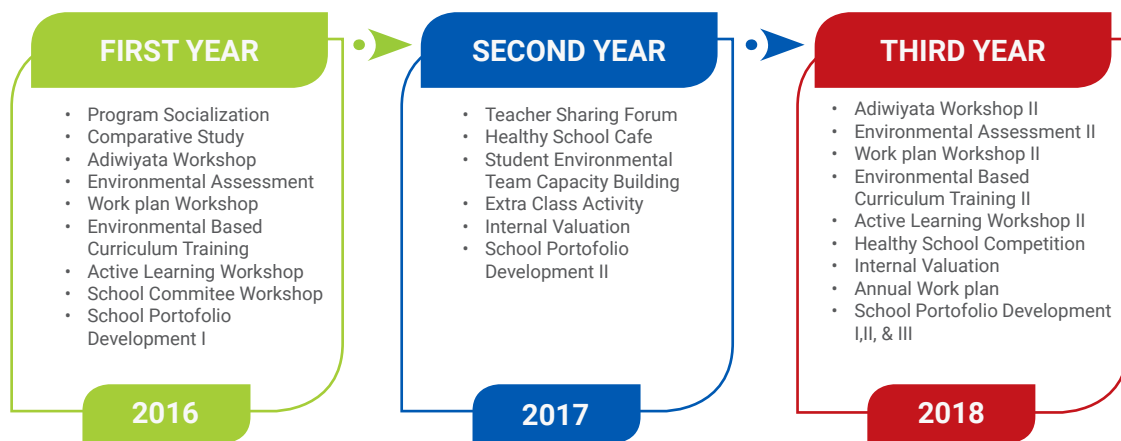 FIRST YEAR
• Program Socialization
• Comparative Study
• Adiwiyata Workshop
• Environmental Assessment
• Work plan Workshop
• Environmental Based
Curriculum Training
• Active Learning Workshop
• School Commitee Workshop
• School Portofolio
Development I
2016
SECOND YEAR
• Teacher Sharing Forum
• Healthy School Cafe
• Student Environmental
Team Capacity Building
• Extra Class Activity
• Internal Valuation
• School Portofolio
Development II
2017
THIRD YEAR
• Adiwiyata Workshop II
• Environmental Assessment II
• Work plan Workshop II
• Environmental Based
Curriculum Training II
• Active Learning Workshop II
• Healthy School Competition
• Internal Valuation
• Annual Work plan
• School Portofolio Development
I,II, & III
2018